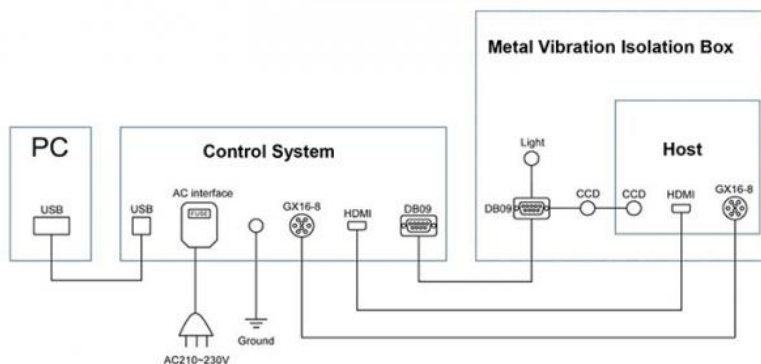 Metal Vibration Isolation Box
PC
Control System
Host
Light
USB
USB
AC interface
FUSE
GX16-8
HDMI
DB09
DB09
CCD
CCD
HDMI
GX16-8
Ground
AC210~230V